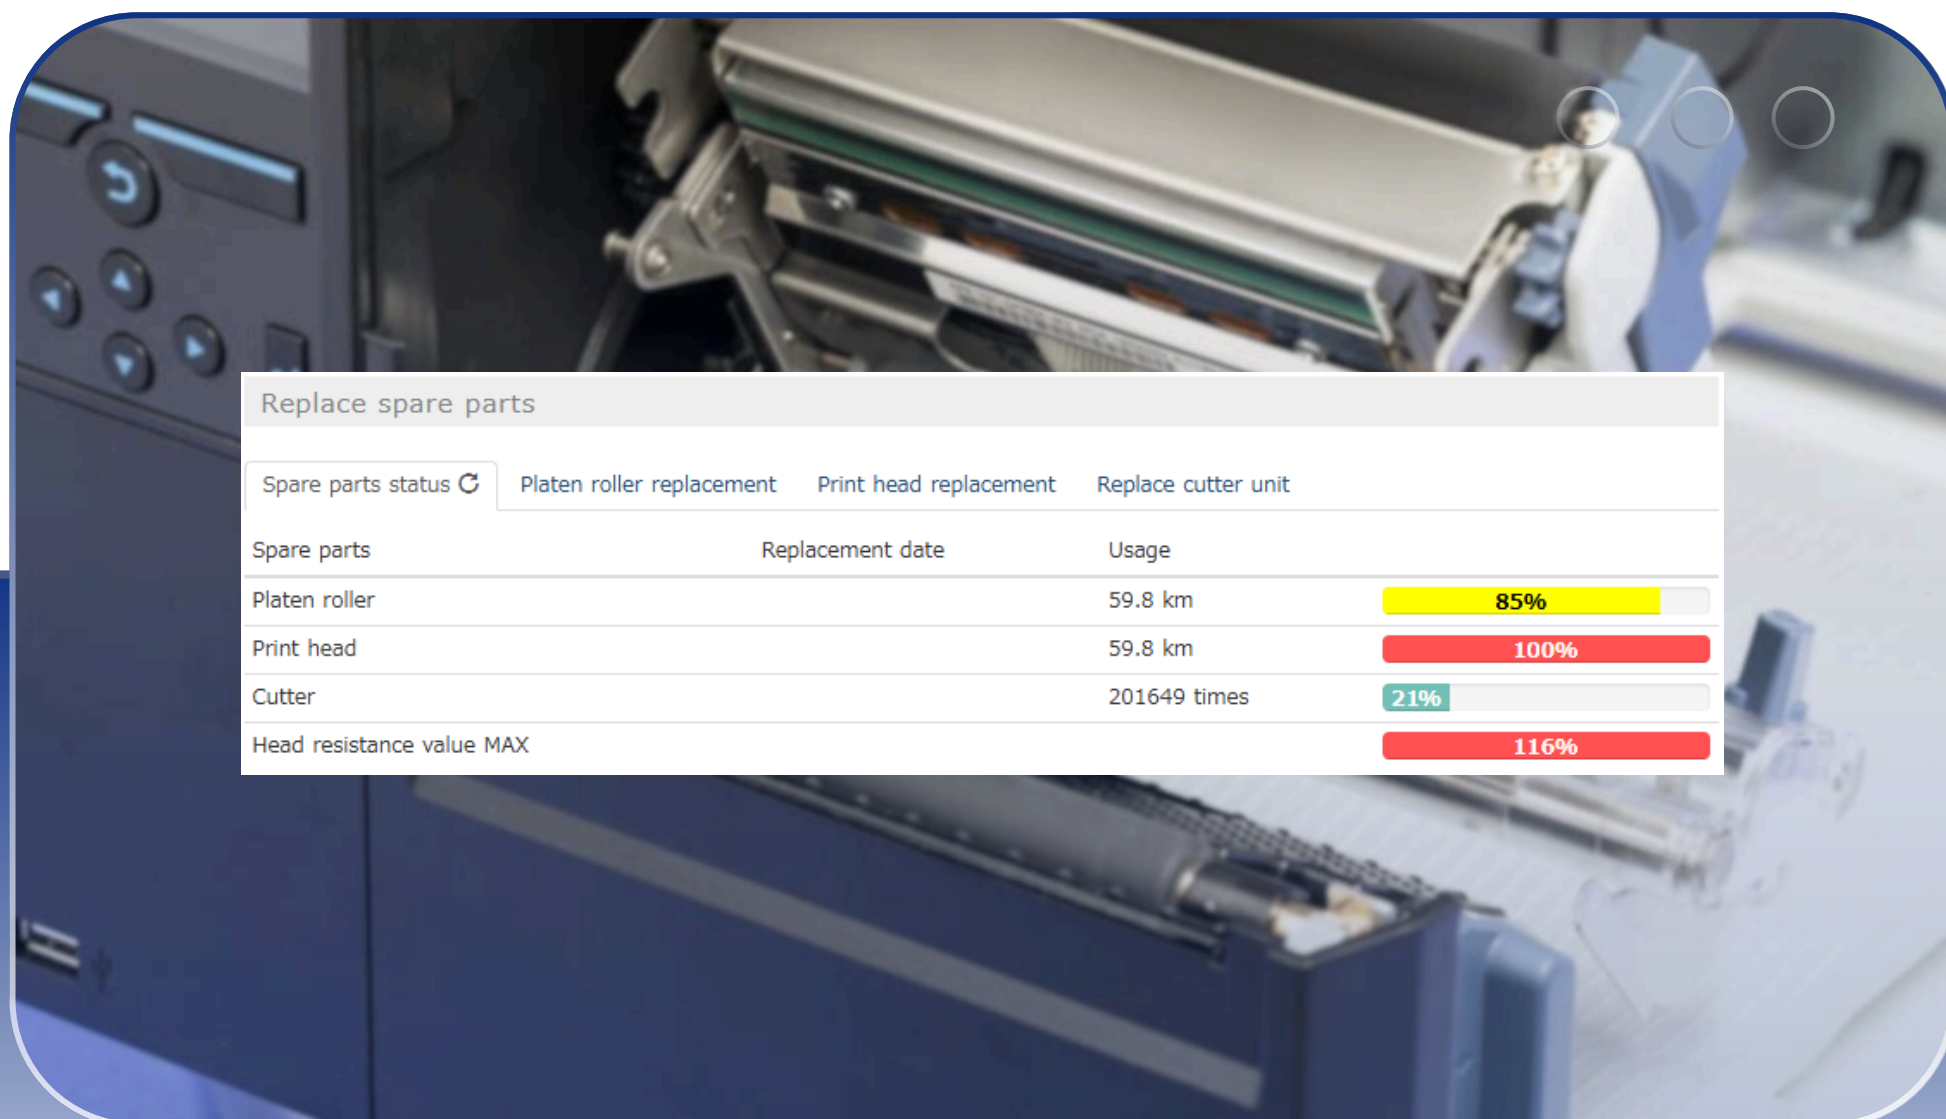 Replace spare parts
Spare parts status Platen roller replacement Print head replacement Replace cutter unit
Spare parts Replacement date Usage
Platen roller 59.8 km 85%
Print head 59.8 km 100%
Cutter 201649 times 21%
Head resistance value MAX 116%